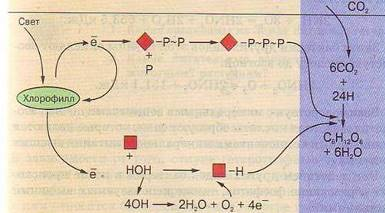 CO₂
Свет
ē
–P~P
–P~P~P
+
P
6CO₂
+
24H
Хлорофилл
C₆H₁₂O₆
+ 6H₂O
+
ē
HOH
–H
4OH → 2H₂O + O₂ + 4e⁻